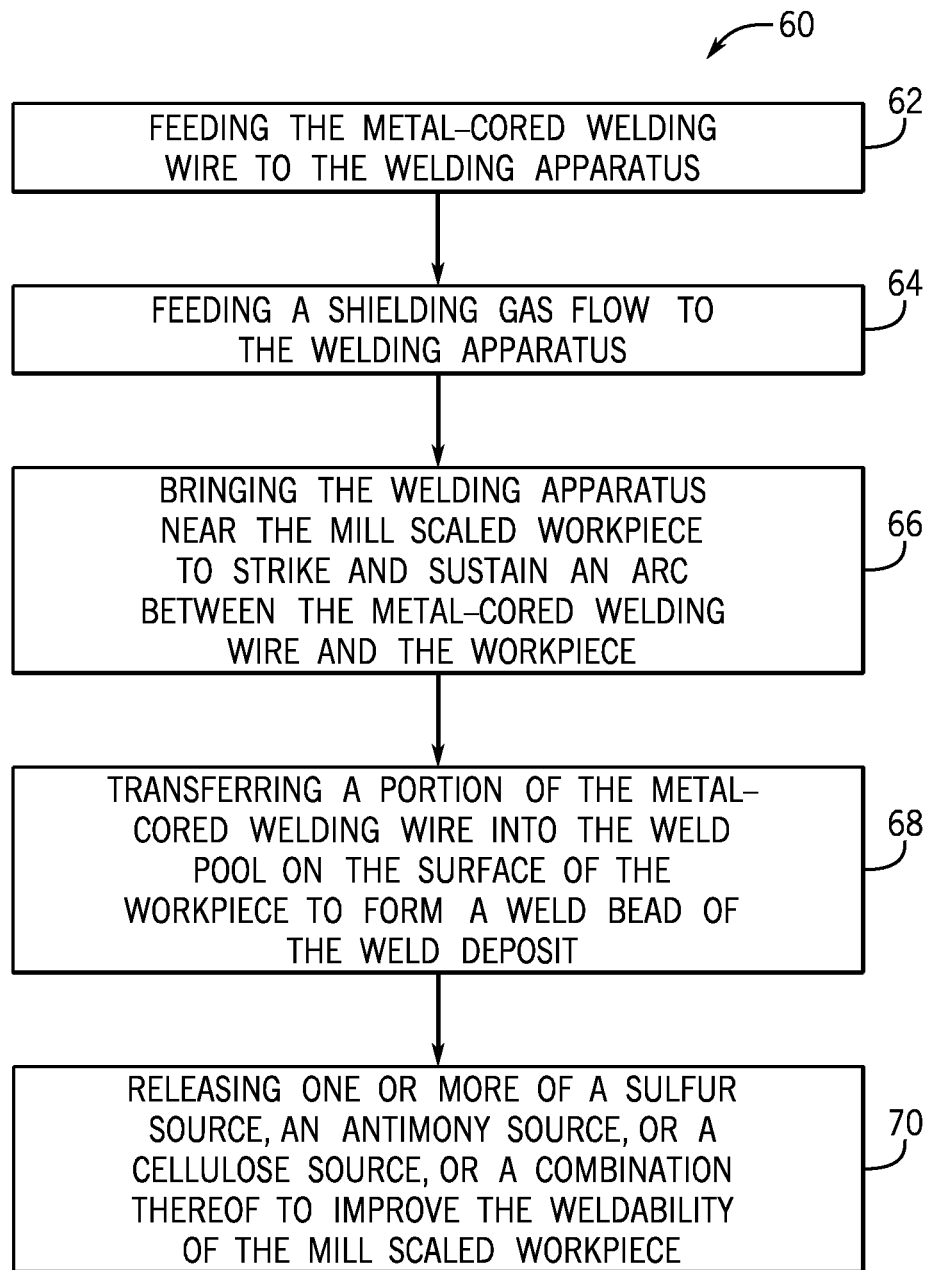 60
62
FEEDING THE METAL–CORED WELDING
WIRE TO THE WELDING APPARATUS
64
FEEDING A SHIELDING GAS FLOW TO
THE WELDING APPARATUS
66
BRINGING THE WELDING APPARATUS
NEAR THE MILL SCALED WORKPIECE
TO STRIKE AND SUSTAIN AN ARC
BETWEEN THE METAL–CORED WELDING
WIRE AND THE WORKPIECE
68
TRANSFERRING A PORTION OF THE METAL–
CORED WELDING WIRE INTO THE WELD
POOL ON THE SURFACE OF THE
WORKPIECE TO FORM A WELD BEAD OF
THE WELD DEPOSIT
70
RELEASING ONE OR MORE OF A SULFUR
SOURCE, AN ANTIMONY SOURCE, OR A
CELLULOSE SOURCE, OR A COMBINATION
THEREOF TO IMPROVE THE WELDABILITY
OF THE MILL SCALED WORKPIECE